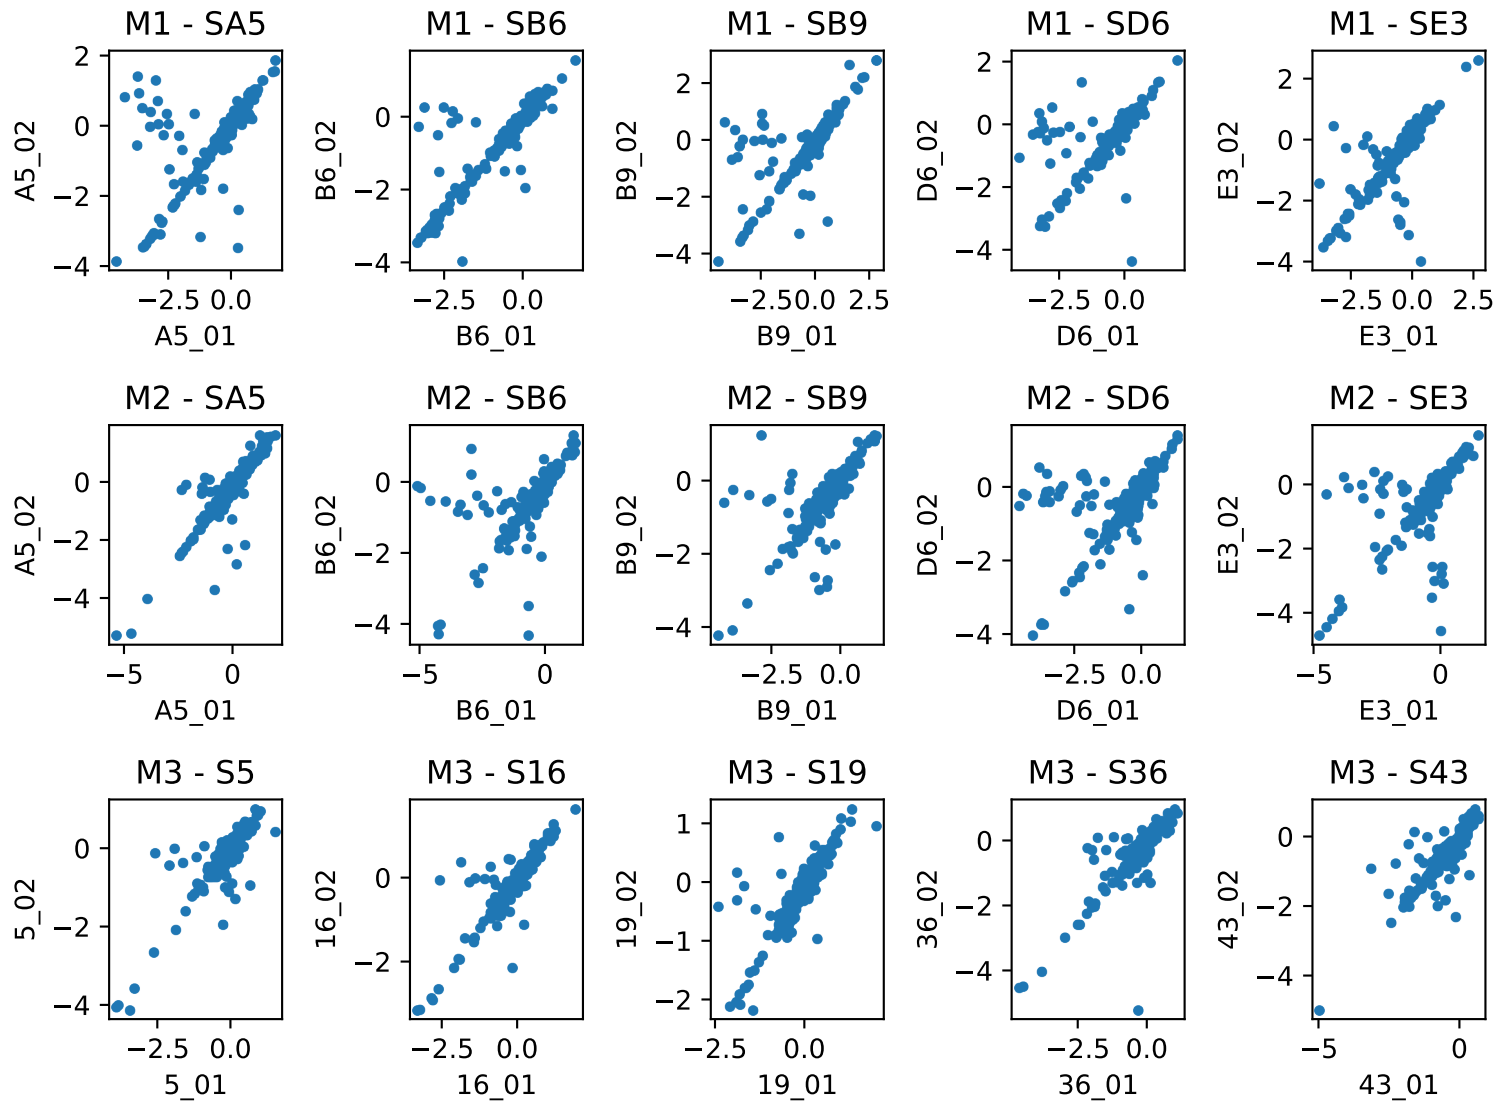 M1 - SA5 M1 - SB6 M1 - SB9 M1 - SD6 M1 - SE3
2 0 −2 −4 A5_02 0 −2 −4 B6_02 2 0 −2 −4 B9_02 2 0 −2 −4 D6_02 2 0 −2 −4 E3_02
−2.5 0.0 −2.5 0.0 −2.5 0.0 2.5 −2.5 0.0 −2.5 0.0 2.5
A5_01 B6_01 B9_01 D6_01 E3_01
M2 - SA5 M2 - SB6 M2 - SB9 M2 - SD6 M2 - SE3
0 −2 −4 A5_02 0 −2 −4 B6_02 0 −2 −4 B9_02 0 −2 −4 D6_02 0 −2 −4 E3_02
−5 0 −5 0 −2.5 0.0 −2.5 0.0 −5 0
A5_01 B6_01 B9_01 D6_01 E3_01
M3 - S5 M3 - S16 M3 - S19 M3 - S36 M3 - S43
0 −2 −4 5_02 0 −2 16_02 1 0 −1 −2 19_02 0 −2 −4 36_02 0 −2 −4 43_02
−2.5 0.0 −2.5 0.0 −2.5 0.0 −2.5 0.0 −5 0
5_01 16_01 19_01 36_01 43_01